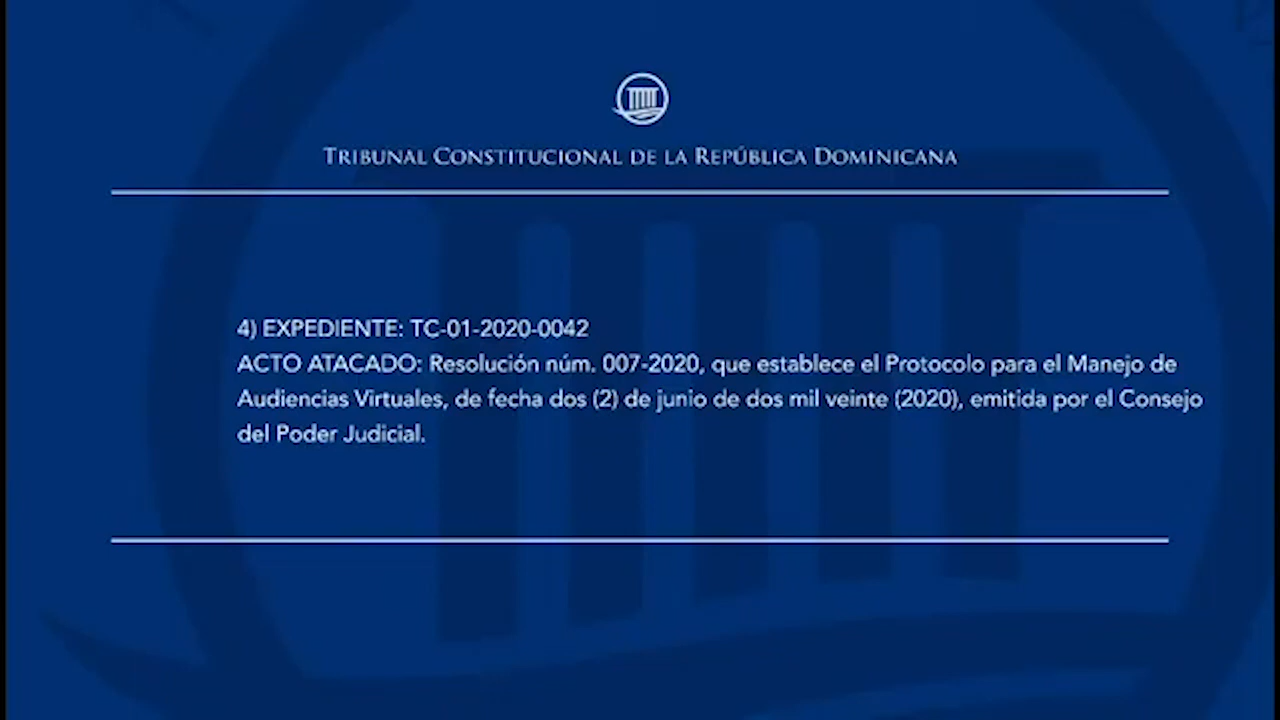 TRIBUNAL CONSTITUCIONAL DE LA REPÚBLICA DOMINICANA
4) EXPEDIENTE: TC-01-2020-0042
ACTO ATACADO: Resolución núm. 007-2020, que establece el Protocolo para el Manejo de
Audiencias Virtuales, de fecha dos (2) de junio de dos mil veinte (2020), emitida por el Consejo
del Poder Judicial.